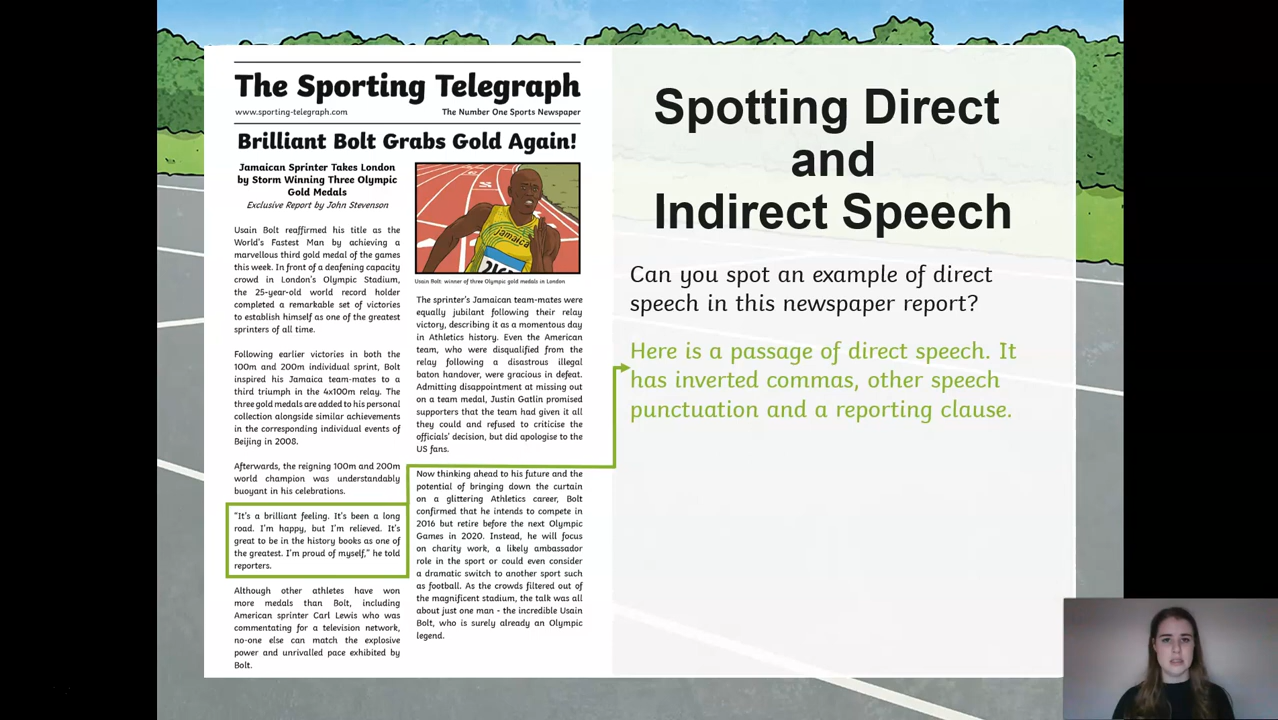 The Sporting Telegraph
www.sporting-telegraph.com The Number One Sports Newspaper
Brilliant Bolt Grabs Gold Again!
Jamaican Sprinter Takes London
by Storm Winning Three Olympic
Gold Medals
Exclusive Report by John Stevenson
Usain Bolt reaffirmed his title as the
World's Fastest Man by achieving a
marvellous third gold medal of the games
this week. In front of a deafening capacity
crowd in London's Olympic Stadium,
the 25-year-old world record holder
completed a remarkable set of victories
to establish himself as one of the greatest
sprinters of all time.
Following earlier victories in both the
100m and 200m individual sprint, Bolt
inspired his Jamaica team-mates to a
third triumph in the 4x100m relay. The
three gold medals are added to his personal
collection alongside similar achievements
in the corresponding individual events of
Beijing in 2008.
Afterwards, the reigning 100m and 200m
world champion was understandably
buoyant in his celebrations.
"It's a brilliant feeling. It's been a long
road. I'm happy, but I'm relieved. It's
great to be in the history books as one of
the greatest. I'm proud of myself," he told
reporters.
Although other athletes have won
more medals than Bolt, including
American sprinter Carl Lewis who was
commentating for a television network,
no-one else can match the explosive
power and unrivalled pace exhibited by
Bolt.
Jamaica
Usain Bolt: winner of three Olympic gold medals in London
The sprinter's Jamaican team-mates were
equally jubilant following their relay
victory, describing it as a momentous day
in Athletics history. Even the American
team, who were disqualified from the
relay following a disastrous illegal
baton handover, were gracious in defeat.
Admitting disappointment at missing out
on a team medal, Justin Gatlin promised
supporters that the team had given it all
they could and refused to criticise the
officials' decision, but did apologise to the
US fans.
Now thinking ahead to his future and the
potential of bringing down the curtain
on a glittering Athletics career, Bolt
confirmed that he intends to compete in
2016 but retire before the next Olympic
Games in 2020. Instead, he will focus
on charity work, a likely ambassador
role in the sport or could even consider
a dramatic switch to another sport such
as football. As the crowds filtered out of
the magnificent stadium, the talk was all
about just one man - the incredible Usain
Bolt, who is surely already an Olympic
legend.
Spotting Direct
and
Indirect Speech
Can you spot an example of direct
speech in this newspaper report?
Here is a passage of direct speech. It
has inverted commas, other speech
punctuation and a reporting clause.